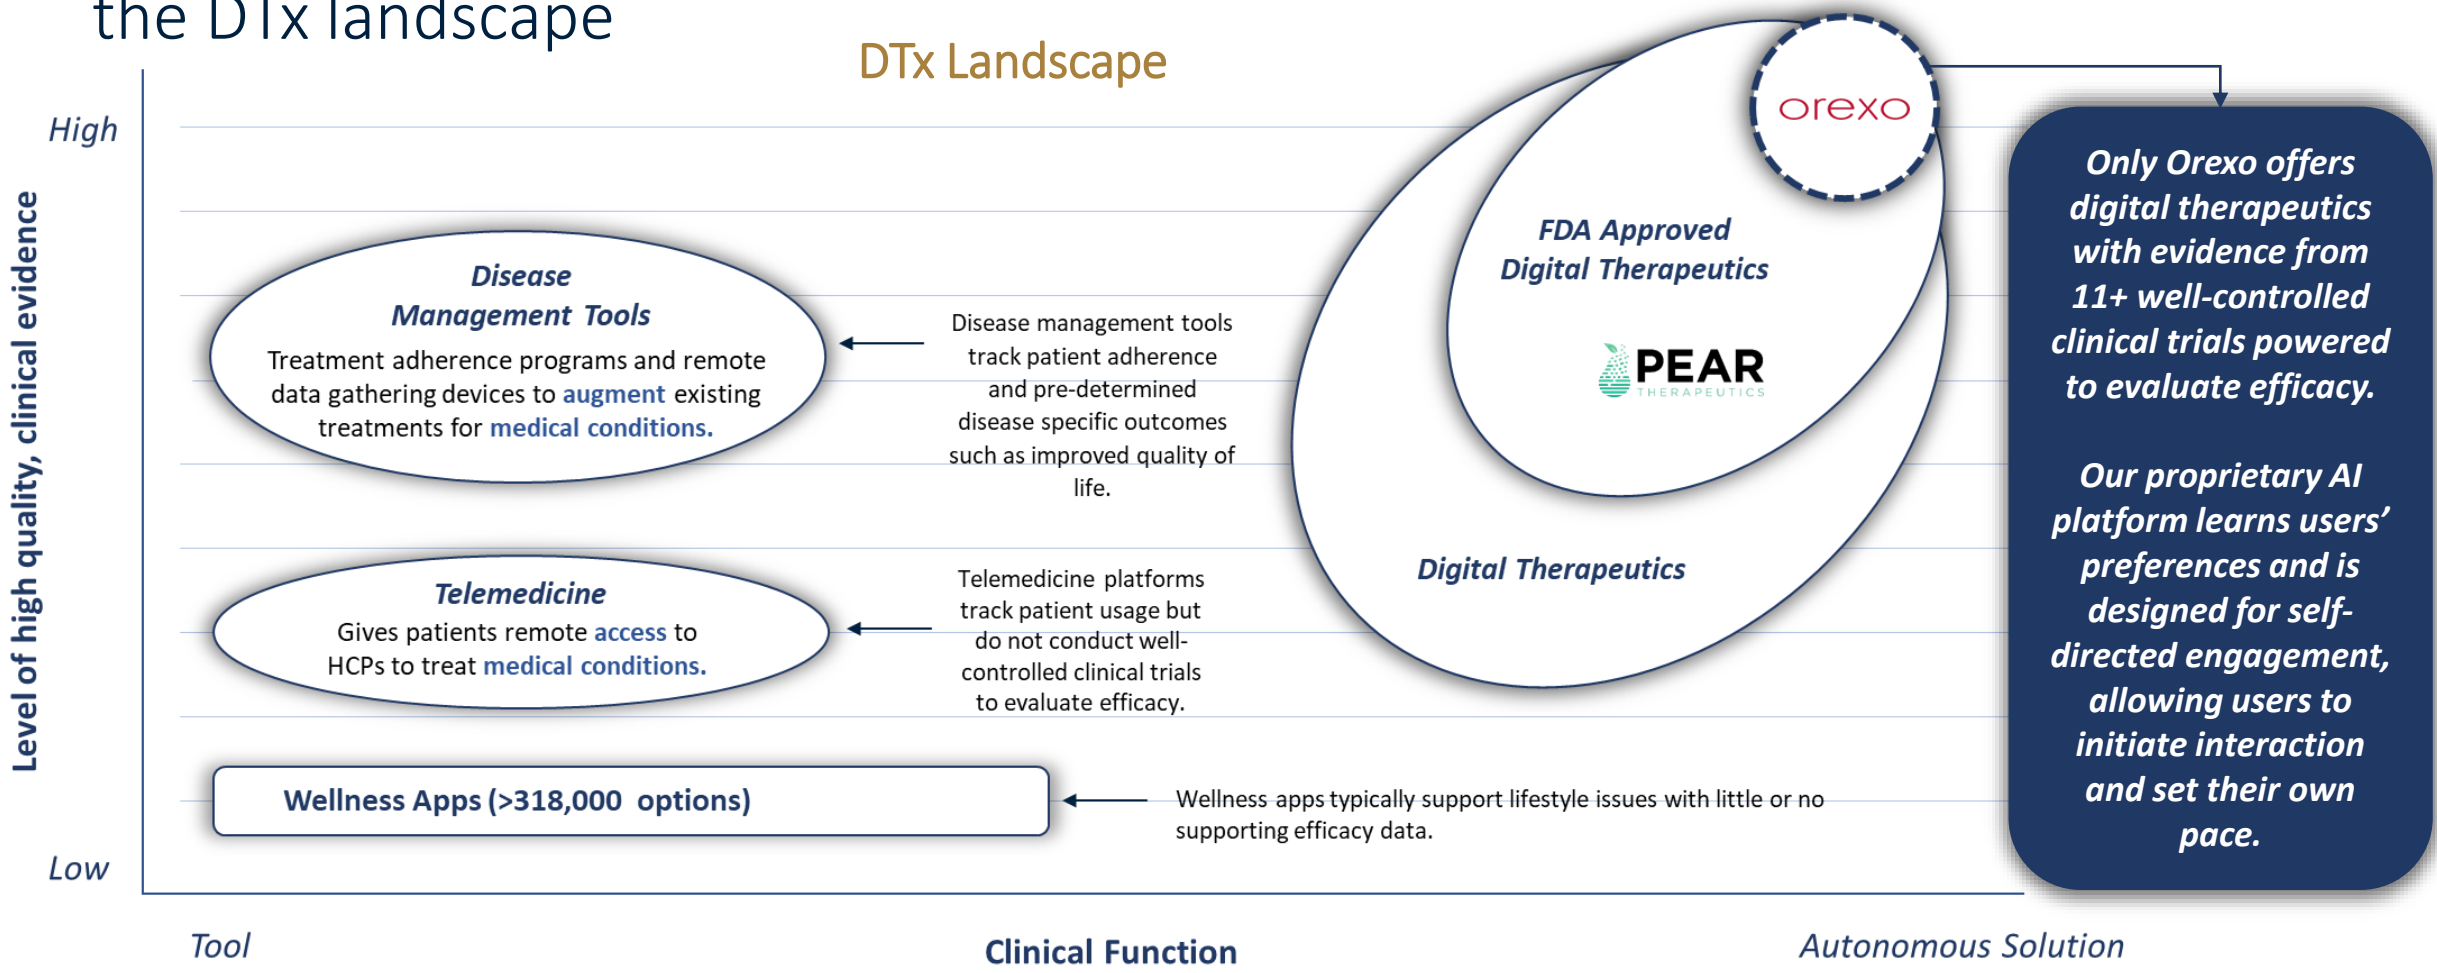 the DTx landscape
DTx Landscape
High
Level of high quality, clinical evidence
Low
Disease
Management Tools
Treatment adherence programs and remote
data gathering devices to augment existing
treatments for medical conditions.
Disease management tools
track patient adherence
and pre-determined
disease specific outcomes
such as improved quality of
life.
Telemedicine
Gives patients remote access to
HCPs to treat medical conditions.
Telemedicine platforms
track patient usage but
do not conduct well-
controlled clinical trials
to evaluate efficacy.
Wellness Apps (>318,000 options)
Wellness apps typically support lifestyle issues with little or no
supporting efficacy data.
orexo
FDA Approved
Digital Therapeutics
PEAR
THERAPEUTICS
Digital Therapeutics
Only Orexo offers
digital therapeutics
with evidence from
11+ well-controlled
clinical trials powered
to evaluate efficacy.
Our proprietary AI
platform learns users’
preferences and is
designed for self-
directed engagement,
allowing users to
initiate interaction
and set their own
pace.
Tool
Clinical Function
Autonomous Solution